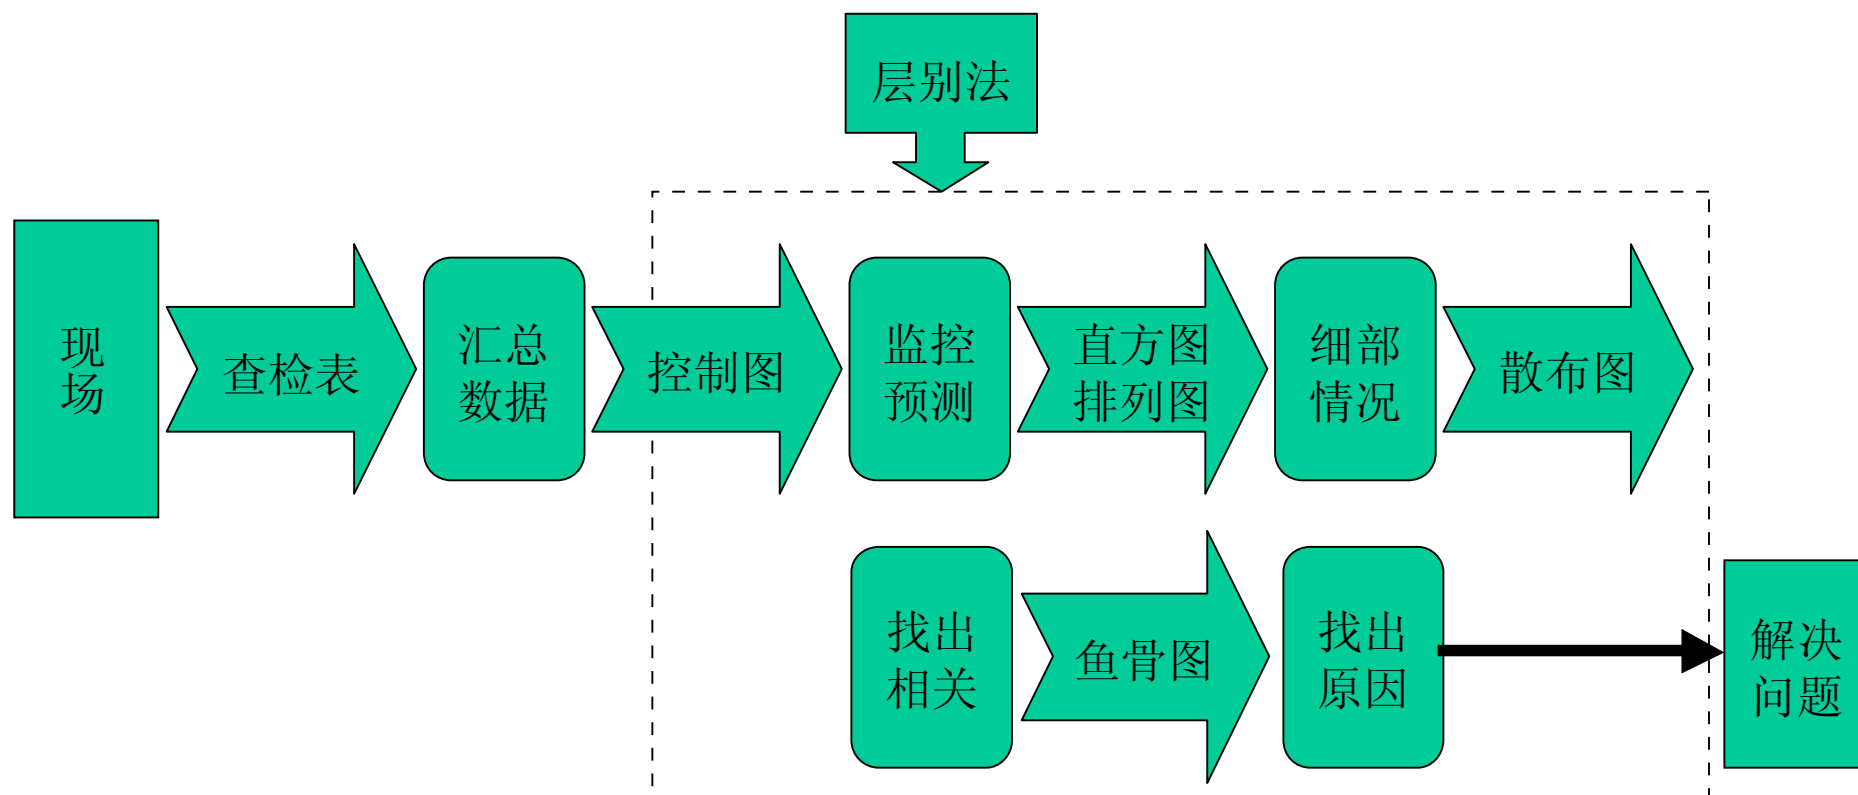 层别法
现
场
查检表
汇总
数据
控制图
监控
预测
直方图
排列图
细部
情况
散布图
找出
相关
鱼骨图
找出
原因
解决
问题